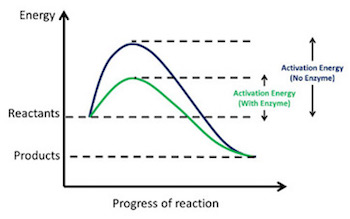 Energy
Activation Energy
(No Enzyme)
Activation Energy
(With Enzyme)
Reactants
Products
Progress of reaction